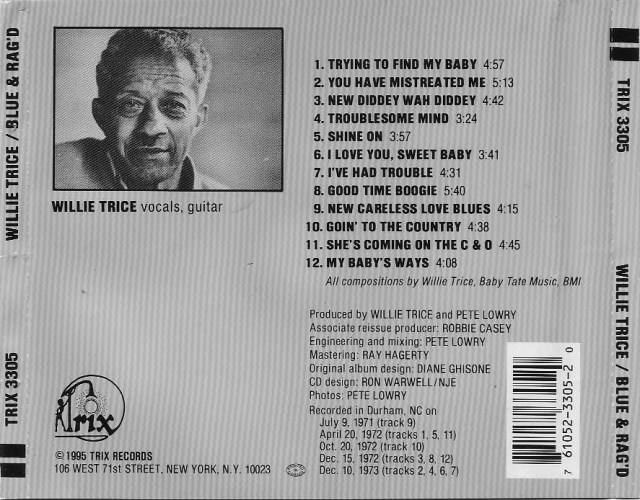 WILLIE TRICE / BLUE & RAG'D
TRIX 3305
WILLIE TRICE vocals, guitar
1. TRYING TO FIND MY BABY 4:57
2. YOU HAVE MISTREATED ME 5:13
3. NEW DIDDEY WAH DIDDEY 4:42
4. TROUBLESOME MIND 3:24
5. SHINE ON 3:57
6. I LOVE YOU, SWEET BABY 3:41
7. I'VE HAD TROUBLE 4:31
8. GOOD TIME BOOGIE 5:40
9. NEW CARELESS LOVE BLUES 4:15
10. GOIN' TO THE COUNTRY 4:38
11. SHE'S COMING ON THE C & O 4:45
12. MY BABY'S WAYS 4:08
All compositions by Willie Trice, Baby Tate Music, BMI
Produced by WILLIE TRICE and PETE LOWRY
Associate reissue producer: ROBBIE CASEY
Engineering and mixing: PETE LOWRY
Mastering: RAY HAGERTY
Original album design: DIANE GHISONE
CD design: RON WARWELL/NJE
Photos: PETE LOWRY
Recorded in Durham, NC on
July 9, 1971 (track 9)
April 20, 1972 (tracks 1, 5, 11)
Oct. 20, 1972 (track 10)
Dec. 15, 1972 (tracks 3, 8, 12)
Dec. 10, 1973 (tracks 2, 4, 6, 7)
Trix
©1995 TRIX RECORDS
106 WEST 71st STREET, NEW YORK, N.Y. 10023
7 61052-3305-2 0
TRIX 3305
WILLIE TRICE / BLUE & RAG'D